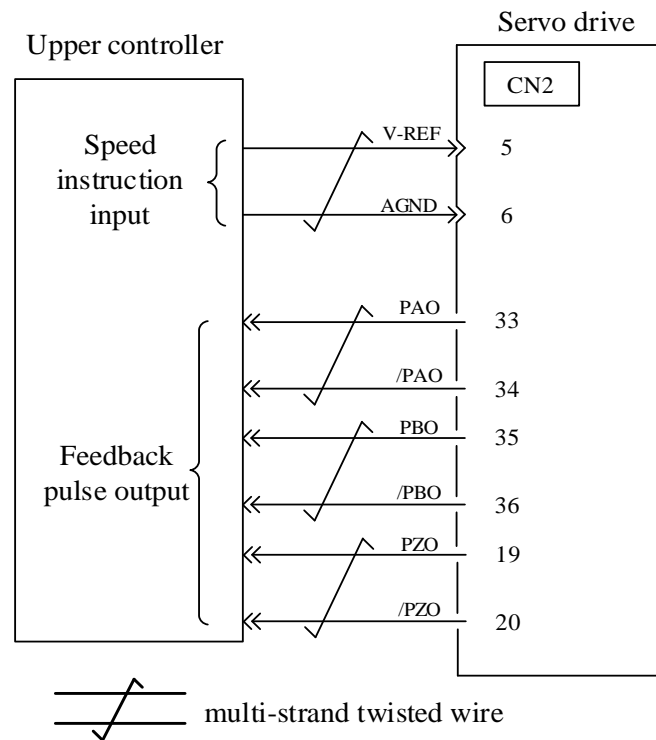 Servo drive
Upper controller
CN2
Speed
instruction
input
V-REF
5
AGND
6
PAO
33
/PAO
34
PBO
35
Feedback
pulse output
/PBO
36
PZO
19
/PZO
20
multi-strand twisted wire